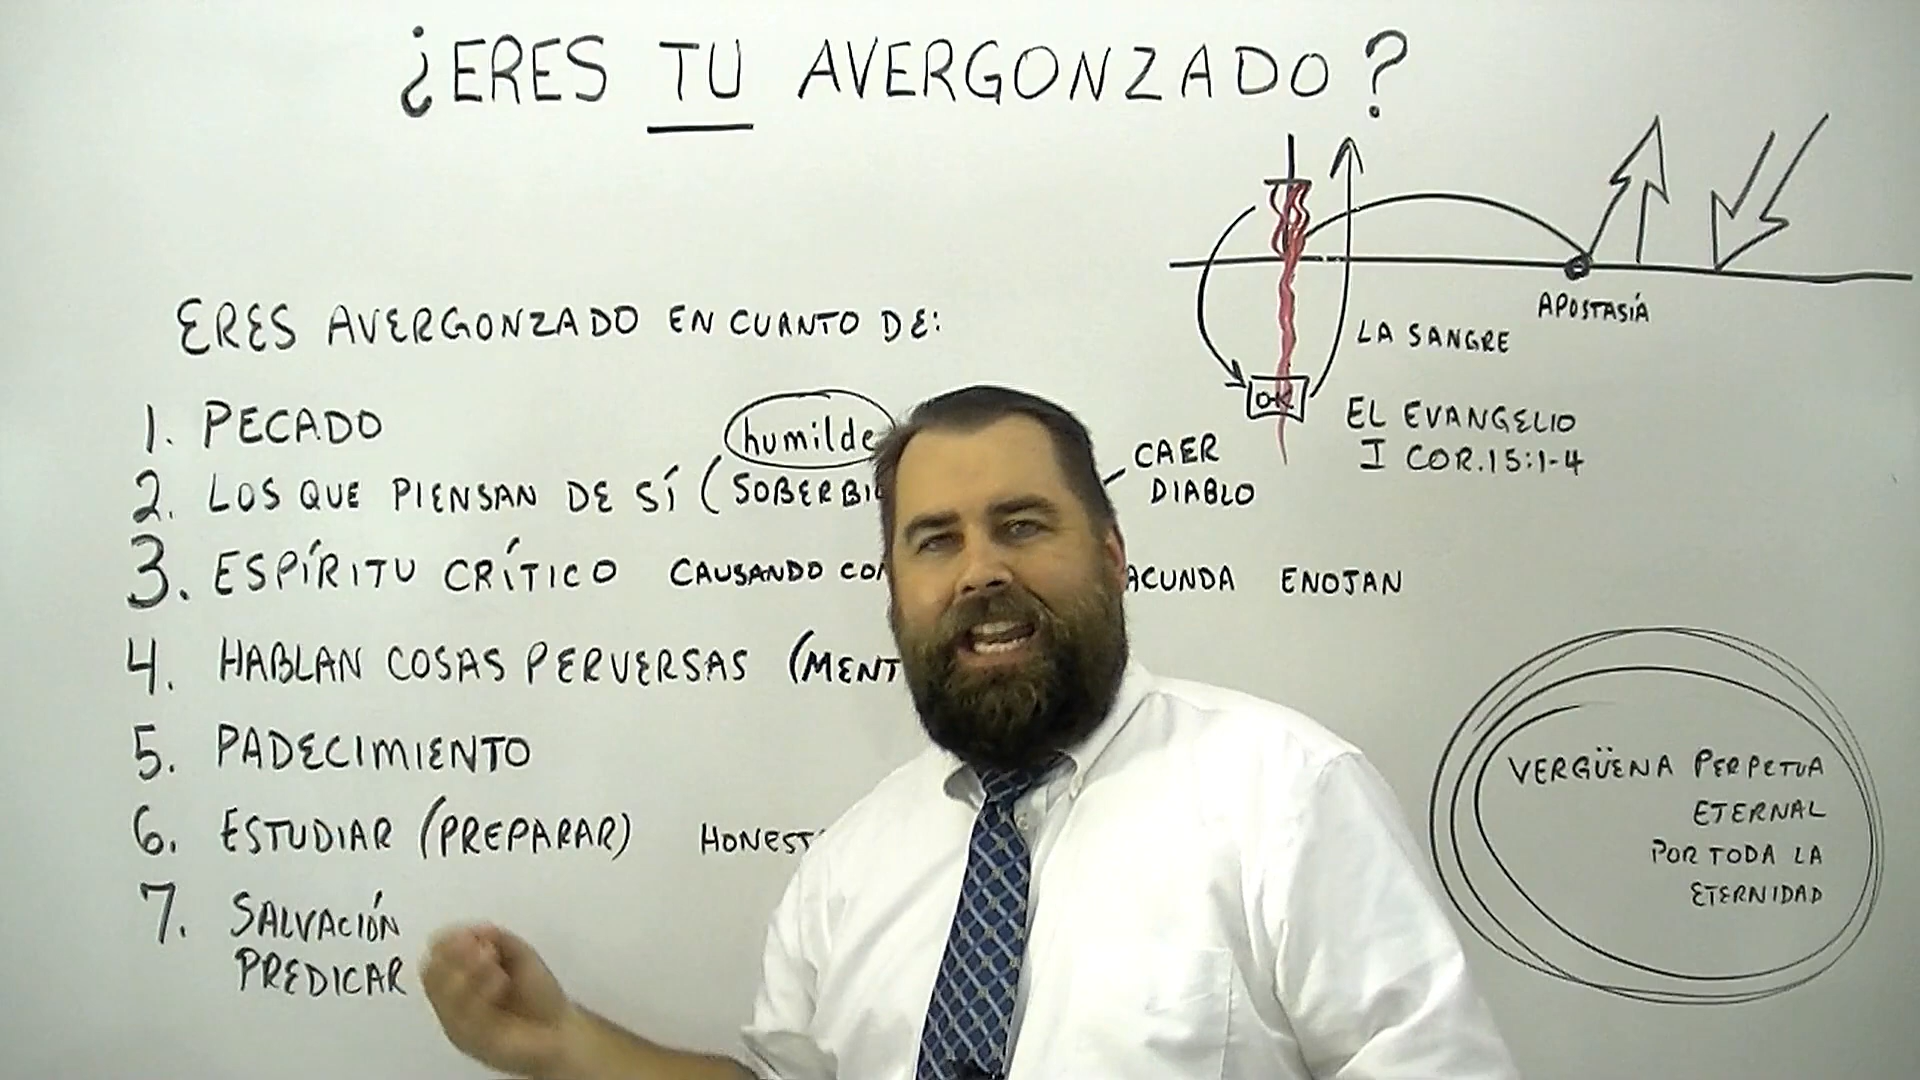 ¿ERES TU AVERGONZADO?
ERES AVERGONZADO EN CUANTO DE:
1. PECADO
humilde
2. LOS QUE PIENSAN DE SÍ (SOBERBI
CAER
DIABLO
3. ESPÍRITU CRÍTICO CAUSANDO ENOJAN
4. HABLAN COSAS PERVERSAS (MENT
5. PADECIMIENTO
6. ESTUDIAR (PREPARAR) HONEST
7. SALVACIÓN
PREDICAR
APOSTASÍA
LA SANGRE
OK
EL EVANGELIO
I COR. 15:1-4
VERGÜENA PERPETUA
ETERNAL
POR TODA LA
ETERNIDAD